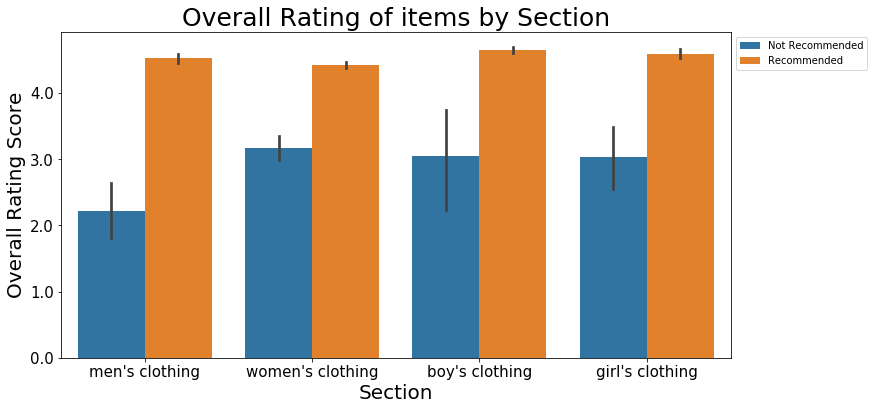 Overall Rating of items by Section
Not Recommended
Recommended
Overall Rating Score
4.0
3.0
2.0
1.0
0.0
men's clothing
women's clothing
boy's clothing
girl's clothing
Section